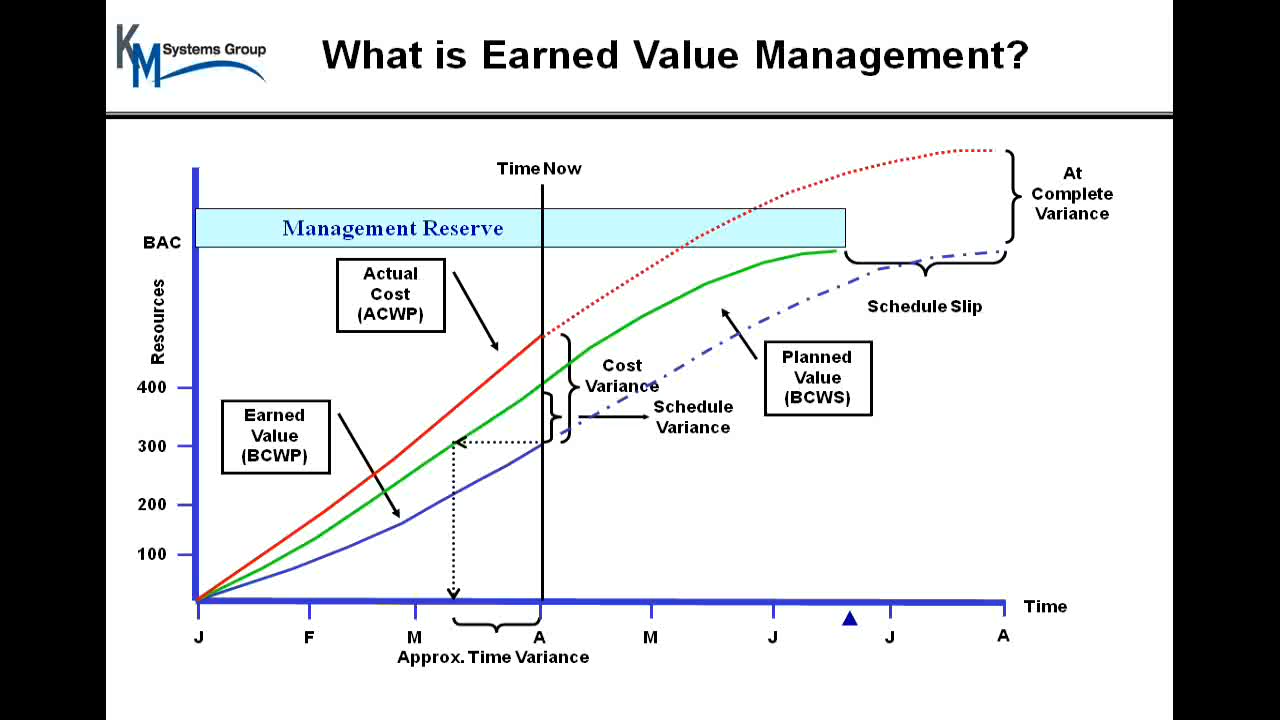 KM Systems Group
What is Earned Value Management?
Time Now
At
Complete
Variance
Management Reserve
BAC
Actual
Cost
(ACWP)
Resources
Schedule Slip
Cost
Variance
Planned
Value
(BCWS)
400
Schedule
Variance
Earned
Value
(BCWP)
300
200
100
Time
J F M A M J J A
Approx. Time Variance